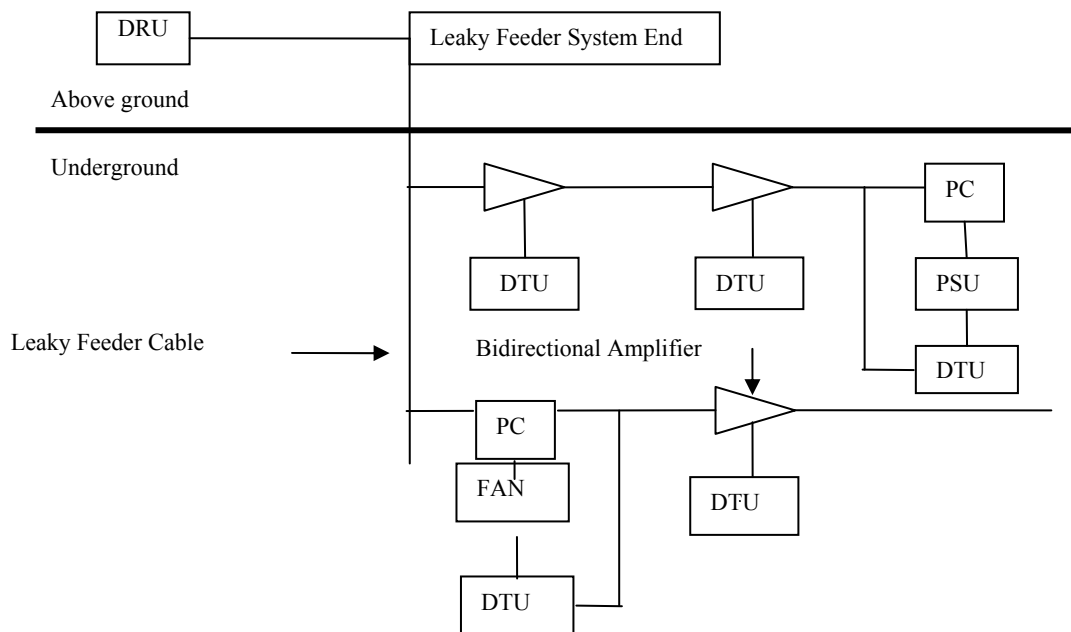 DRU
Leaky Feeder System End
Above ground
Underground
PC
DTU
DTU
PSU
Leaky Feeder Cable
Bidirectional Amplifier
DTU
PC
FAN
DTU
DTU